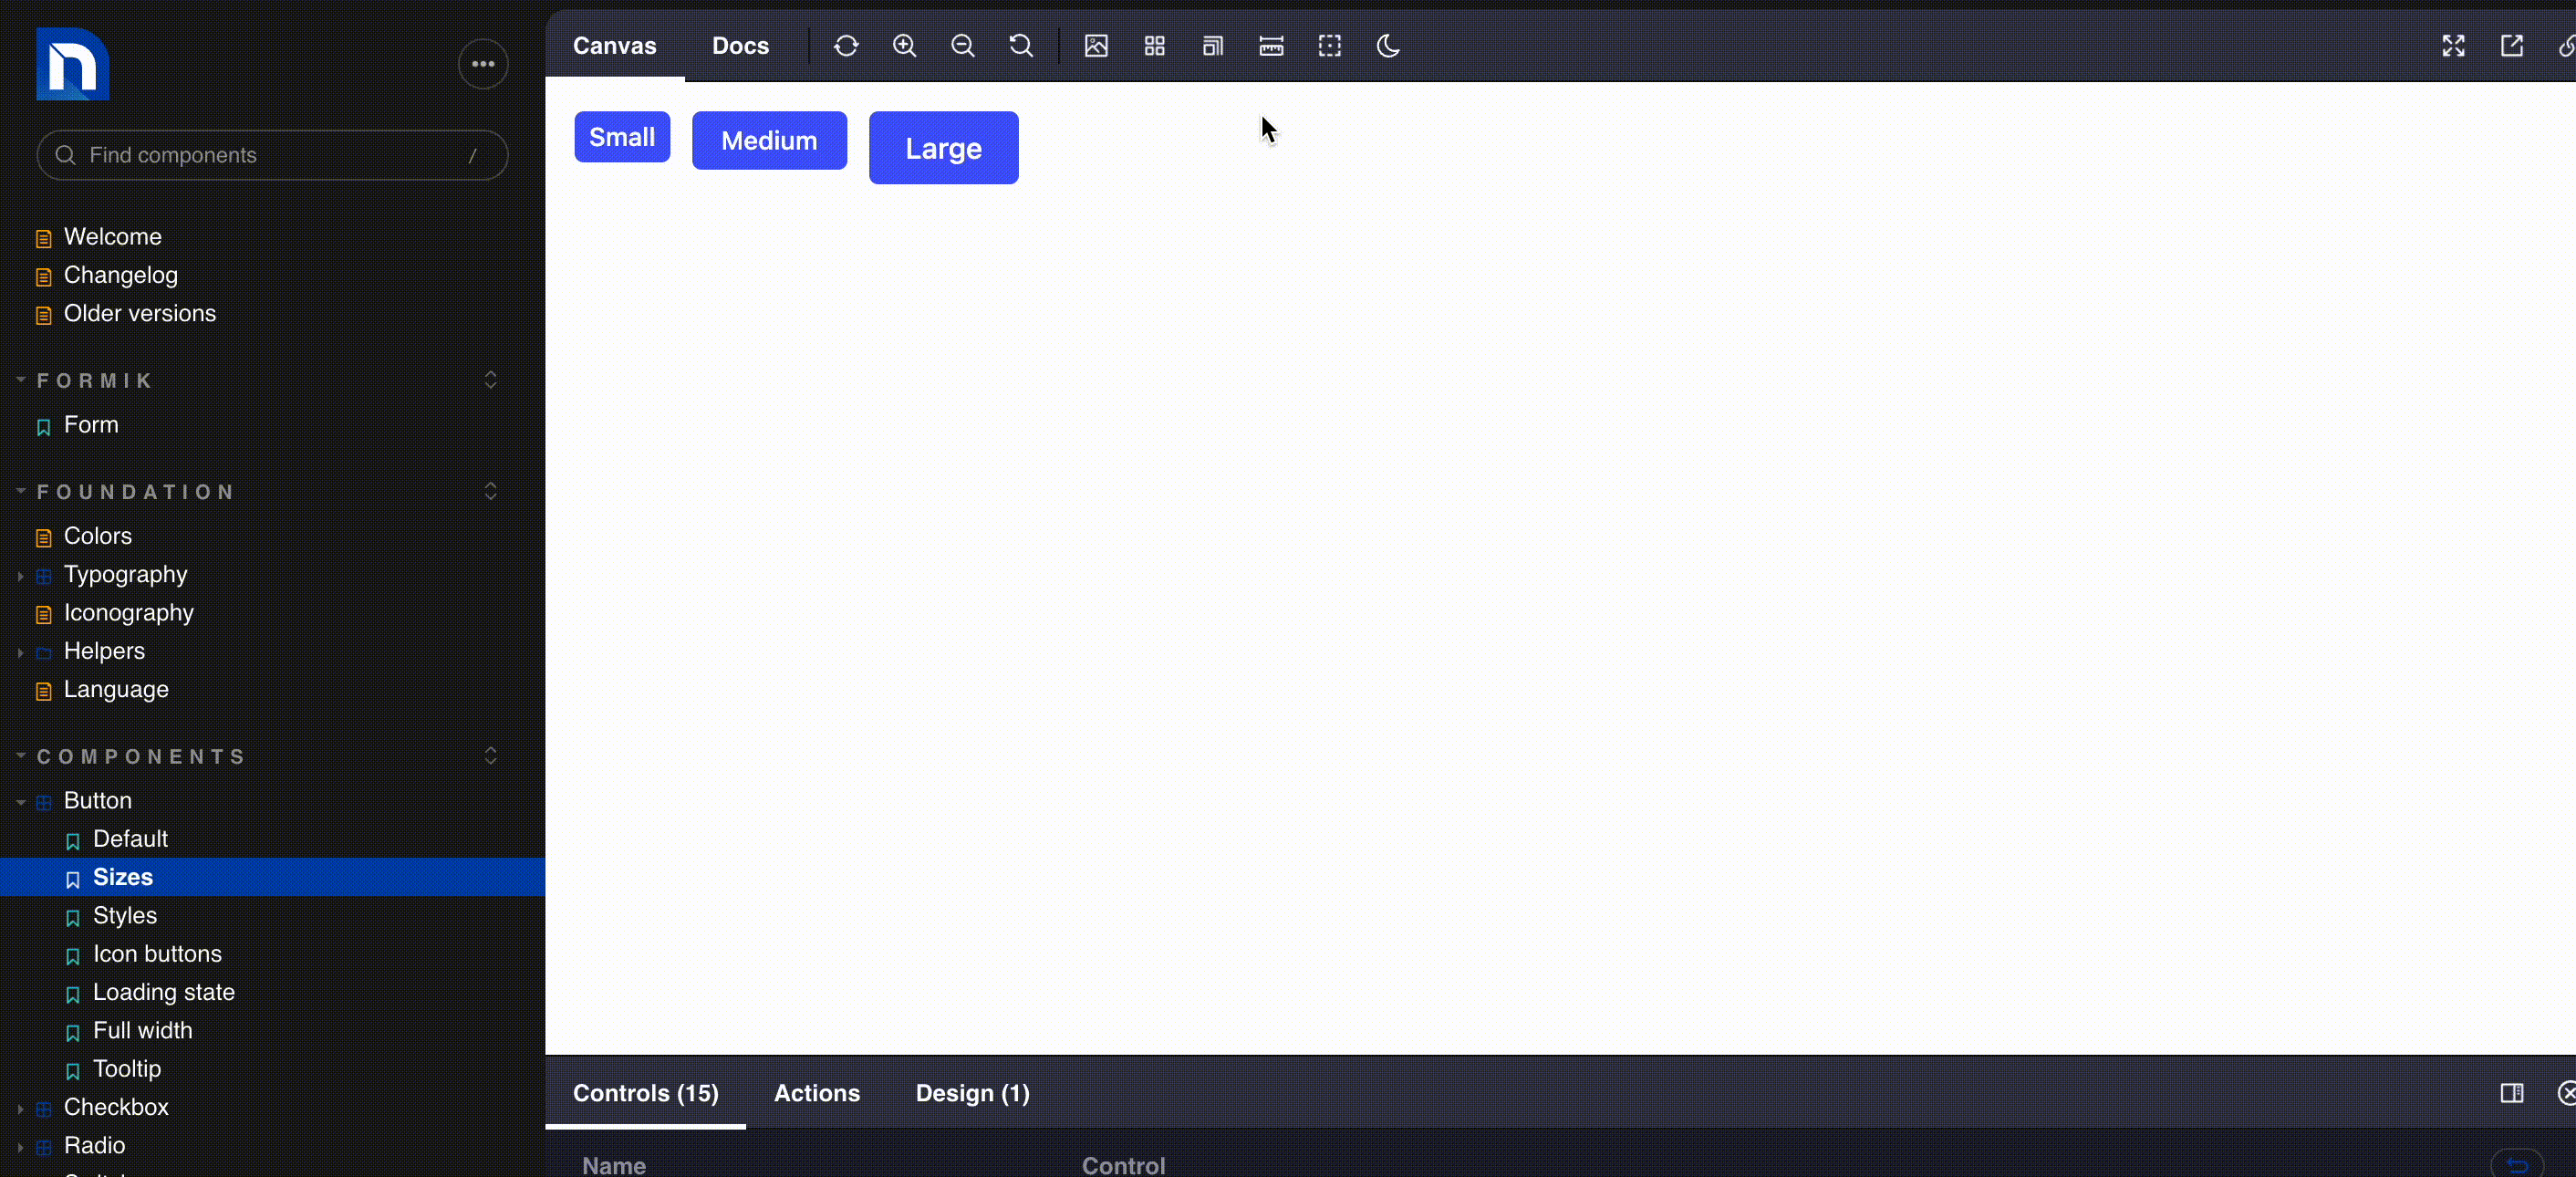 Canvas Docs
Find components /
Small Medium Large
Welcome
Changelog
Older versions
FORMIK
Form
FOUNDATION
Colors
Typography
Iconography
Helpers
Language
COMPONENTS
Button
Default
Sizes
Styles
Icon buttons
Loading state
Full width
Tooltip
Checkbox
Radio
Controls (15) Actions Design (1)
Name Control